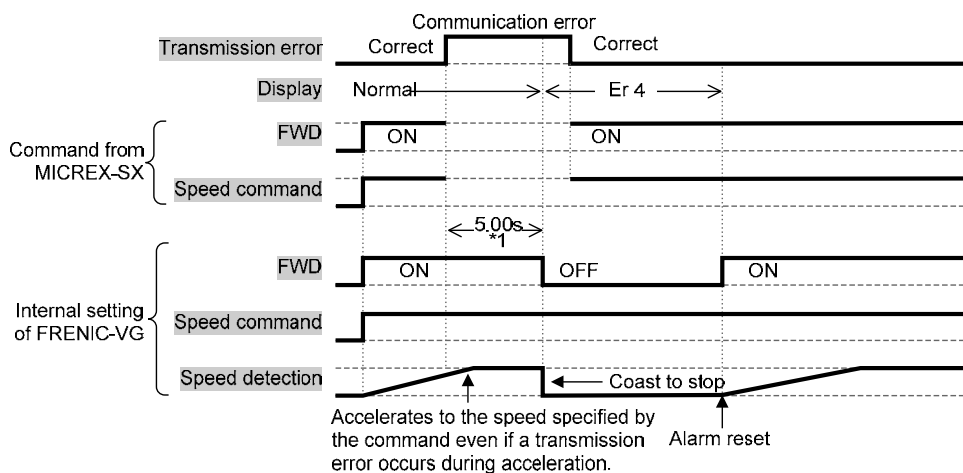 Communication error
Transmission error
Correct
Correct
Display
Normal
Er 4
Command from
MICREX-SX
FWD
ON
ON
Speed command
5.00s
*1
Internal setting
of FRENIC-VG
FWD
ON
OFF
ON
Speed command
Speed detection
Coast to stop
Accelerates to the speed specified by
the command even if a transmission
error occurs during acceleration.
Alarm reset